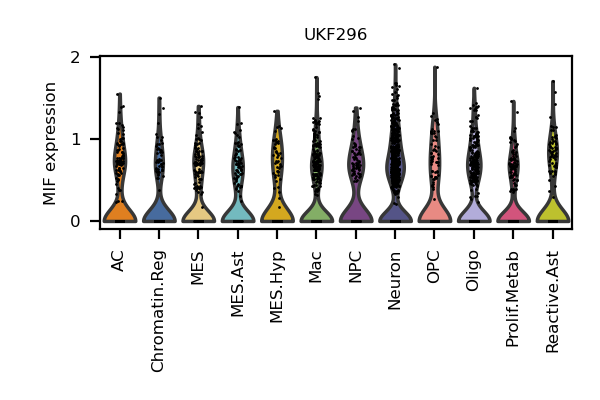 UKF296
MIF expression
2
1
0
AC
Chromatin.Reg
MES
MES.Ast
MES.Hyp
Mac
NPC
Neuron
OPC
Oligo
Prolif.Metab
Reactive.Ast